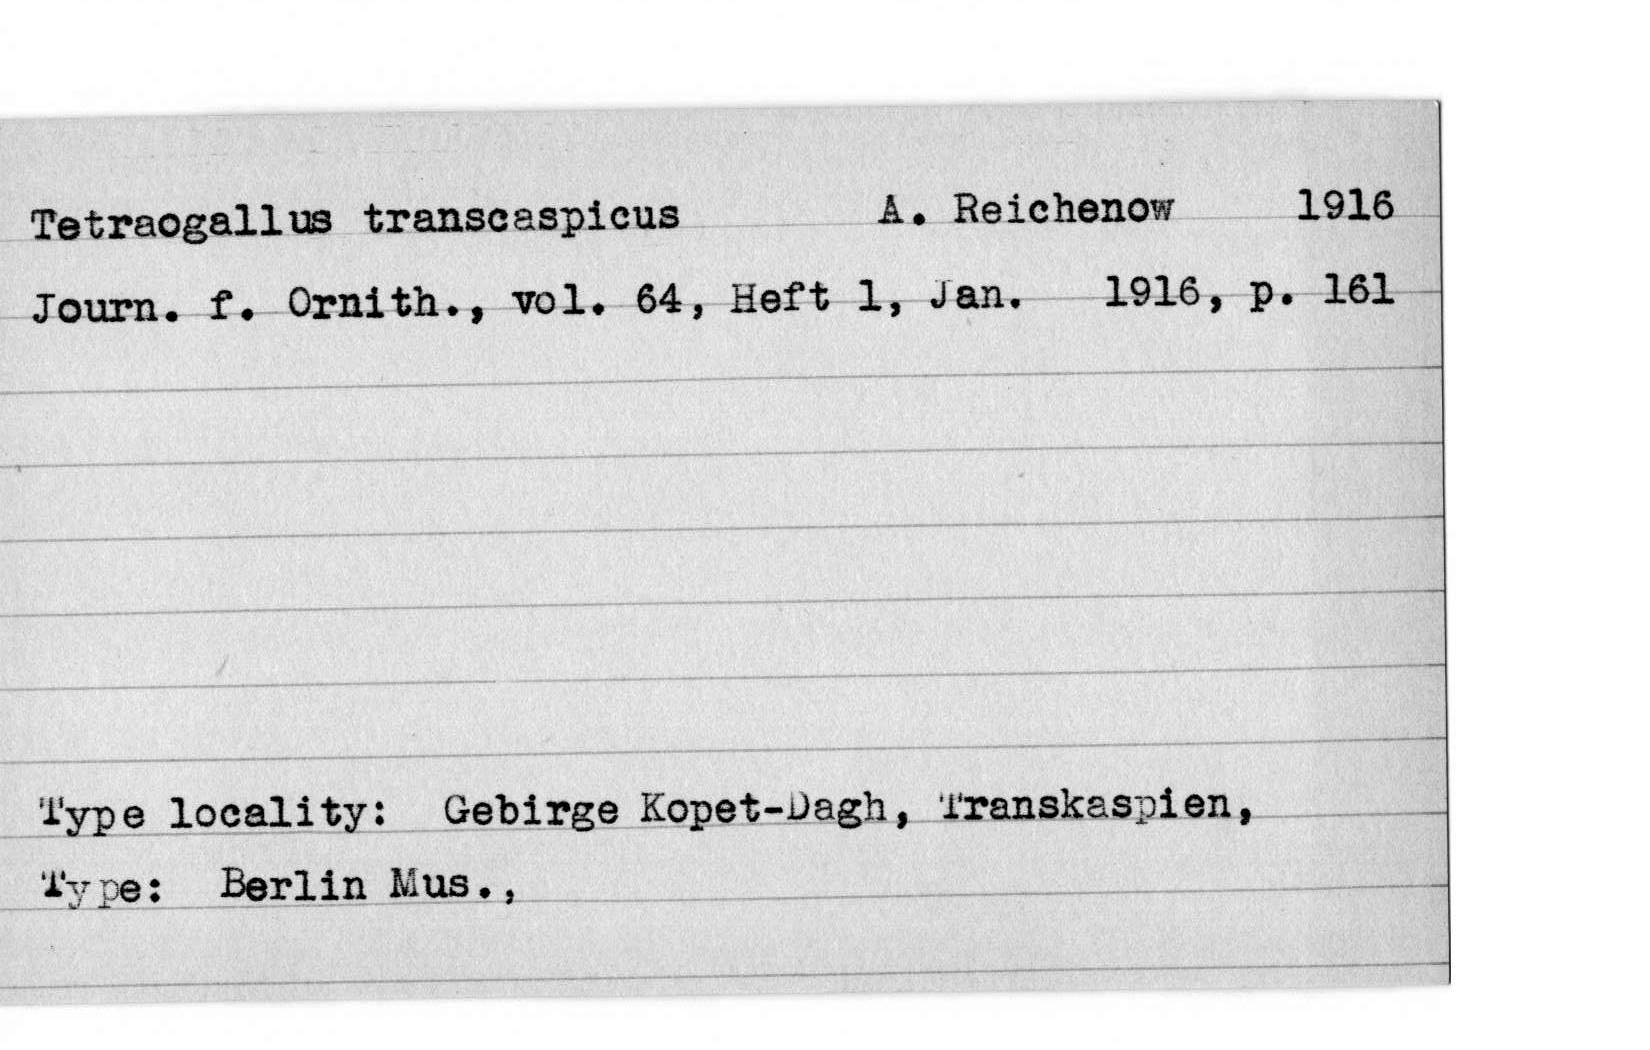 Tetraogallus transcaspicus A. Reichenow 1916
Journ. f. Ornith., vol. 64, Heft 1, Jan. 1916, p. 161
Type locality: Gebirge Kopet-Dagh, Transkaspien,
Type: Berlin Mus.,